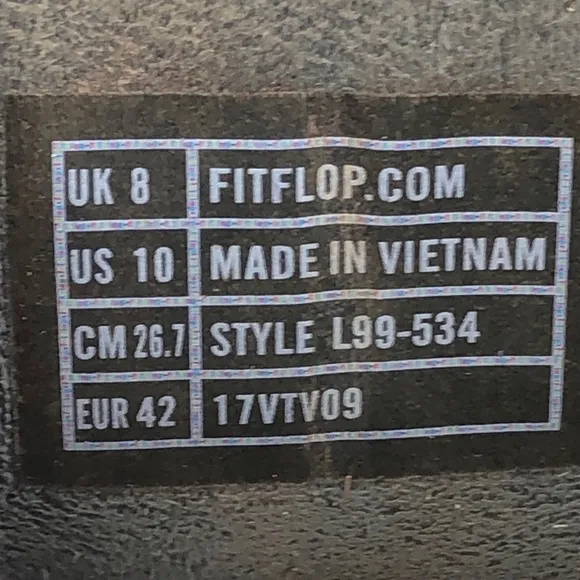 UK 8 FITFLOP.COM
US 10 MADE IN VIETNAM
CM 26.7 STYLE L99-534
EUR 42 17VTV09